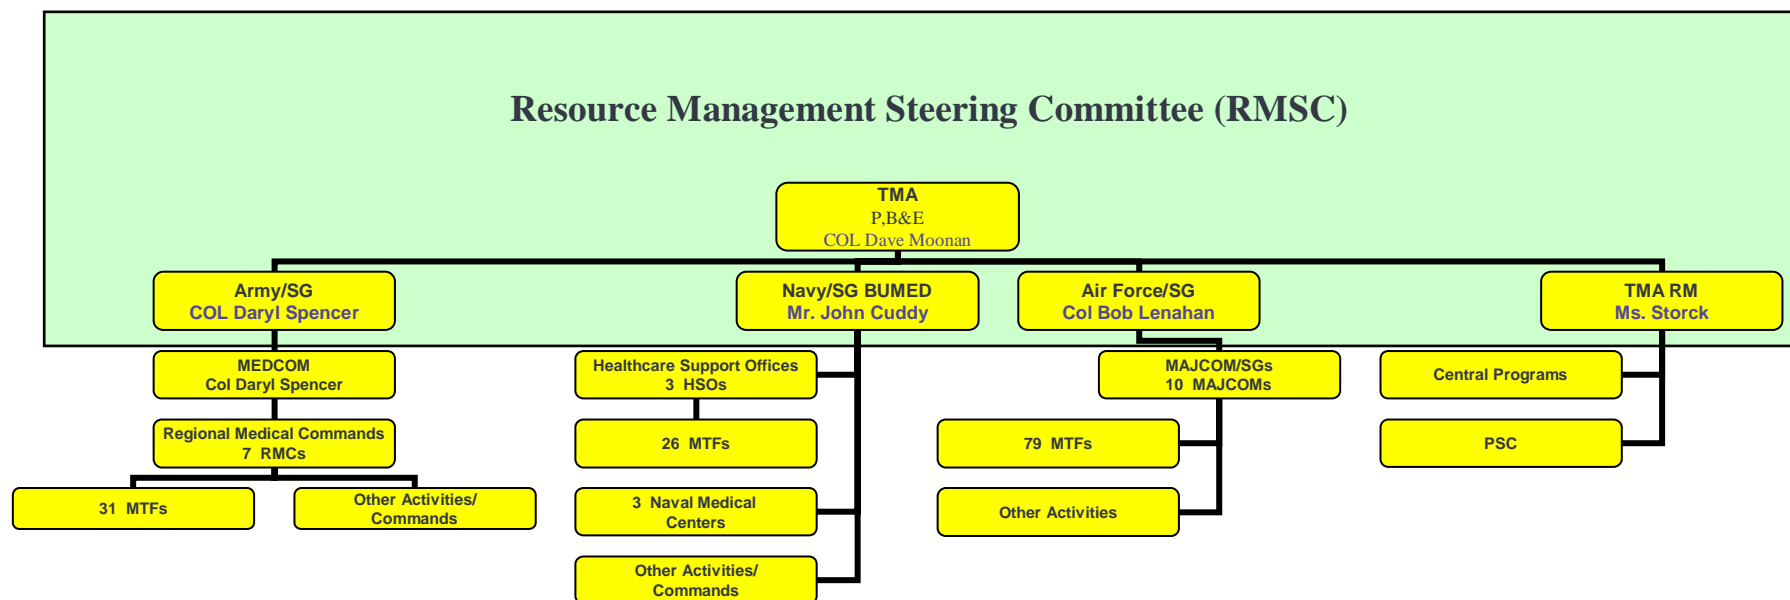 Resource Management Steering Committee (RMSC)
TMA
P,B&E
COL Dave Moonan
Army/SG
COL Daryl Spencer
Navy/SG BUMED
Mr. John Cuddy
Air Force/SG
Col Bob Lenahan
TMA RM
Ms. Storck
MEDCOM
Col Daryl Spencer
Regional Medical Commands
7 RMCs
31 MTFs
Other Activities/
Commands
Healthcare Support Offices
3 HSOs
26 MTFs
3 Naval Medical
Centers
Other Activities/
Commands
MAJCOM/SGs
10 MAJCOMs
79 MTFs
Other Activities
Central Programs
PSC